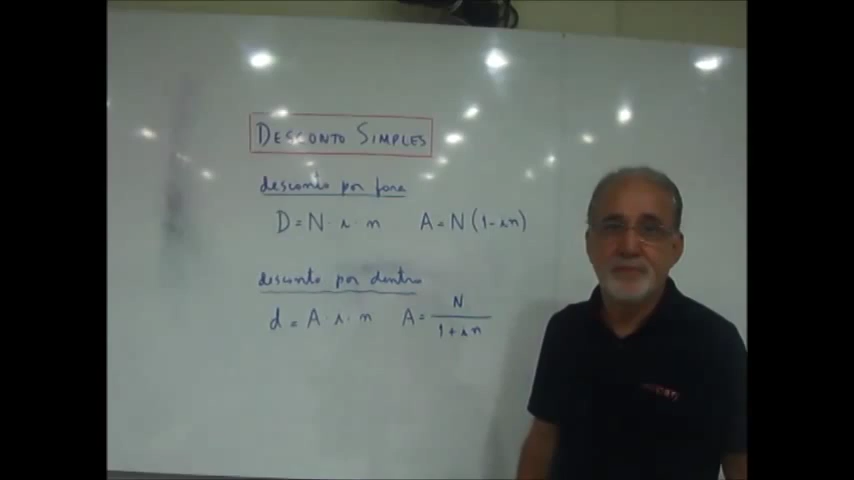 DESCONTO SIMPLES
desconto por fora
D = N · i · n A = N (1 - in)
desconto por dentro
d = A · i · n A = N / 1 + in